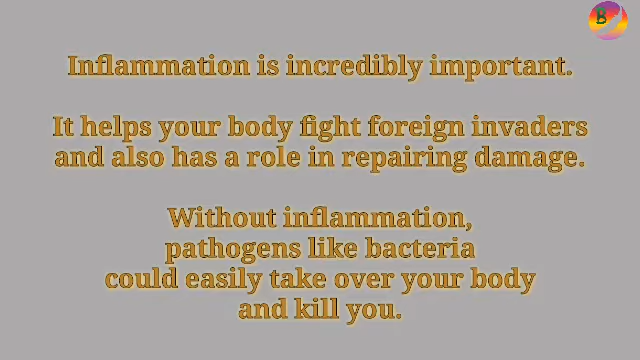 B
Inflammation is incredibly important.
It helps your body fight foreign invaders
and also has a role in repairing damage.
Without inflammation,
pathogens like bacteria
could easily take over your body
and kill you.